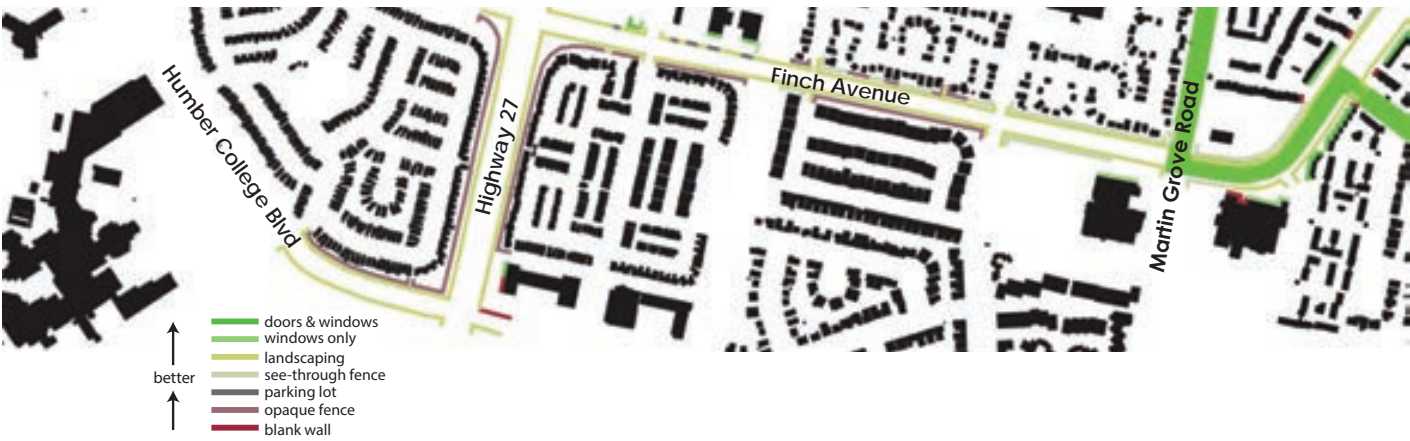 Humber College Blvd
Highway 27
Finch Avenue
Martin Grove Road
better
doors & windows
windows only
landscaping
see-through fence
parking lot
opaque fence
blank wall